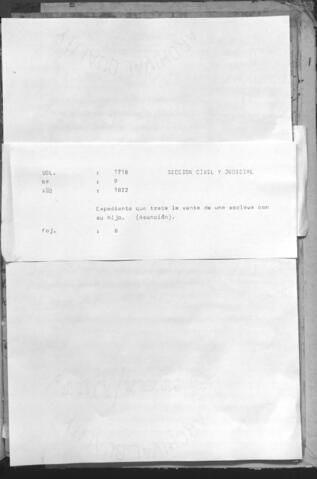 VOL. : 1718 SECCION CIVIL Y JUDICIAL
Nº : 9
AÑO : 1822
Expediente que trata la venta de una esclava con
su hijo. (Asunción).
Foj. : 8